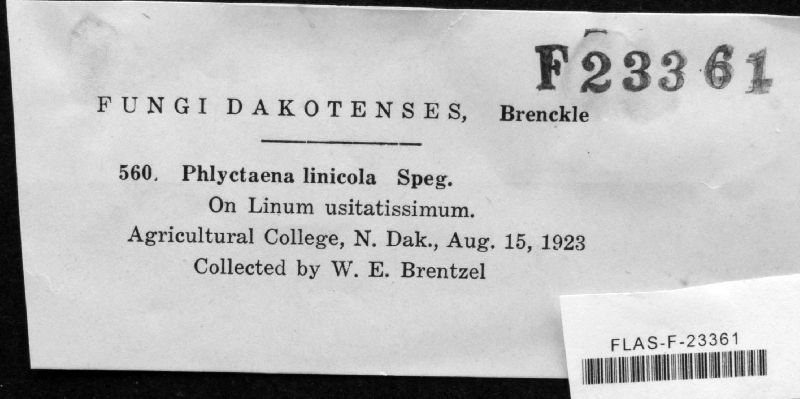 F23361
FUNGI DAKOTENSES, Brenckle
560. Phlyctaena linicola Speg.
On Linum usitatissimum.
Agricultural College, N. Dak., Aug. 15, 1923
Collected by W. E. Brentzel
FLAS-F-23361